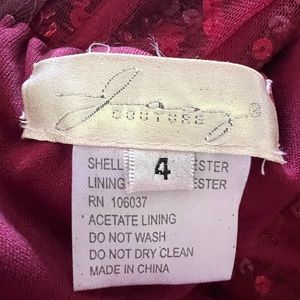 COUTURE
®
4
SHELL ESTER
LINING ESTER
RN 106037
ACETATE LINING
DO NOT WASH
DO NOT DRY CLEAN
MADE IN CHINA